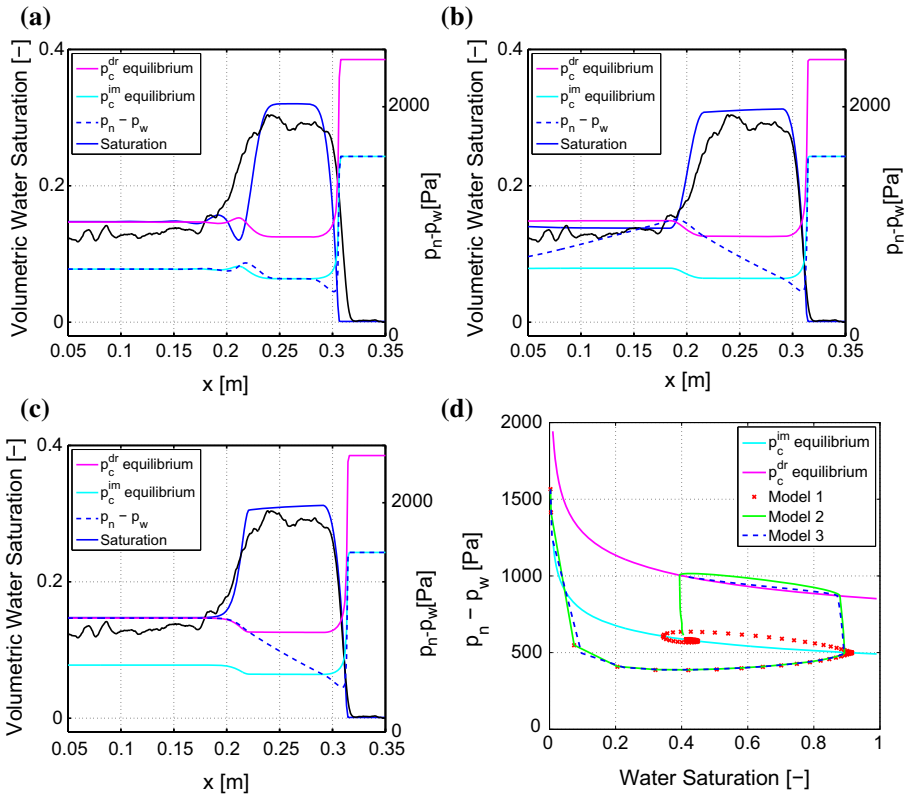 (a)
Volumetric Water Saturation [−]
0.4
0.2
0
p_c^dr equilibrium
p_c^im equilibrium
p_n − p_w
Saturation
2000
0
p_n-p_w[Pa]
0.05 0.1 0.15 0.2 0.25 0.3 0.35
x [m]
(b)
Volumetric Water Saturation [−]
0.4
0.2
0
p_c^dr equilibrium
p_c^im equilibrium
p_n − p_w
Saturation
2000
0
p_n-p_w[Pa]
0.05 0.1 0.15 0.2 0.25 0.3 0.35
x [m]
(c)
Volumetric Water Saturation [−]
0.4
0.2
0
p_c^dr equilibrium
p_c^im equilibrium
p_n − p_w
Saturation
2000
0
p_n-p_w[Pa]
0.05 0.1 0.15 0.2 0.25 0.3 0.35
x [m]
(d)
p_n − p_w [Pa]
2000
1500
1000
500
0
p_c^im equilibrium
p_c^dr equilibrium
Model 1
Model 2
Model 3
0 0.2 0.4 0.6 0.8 1
Water Saturation [−]